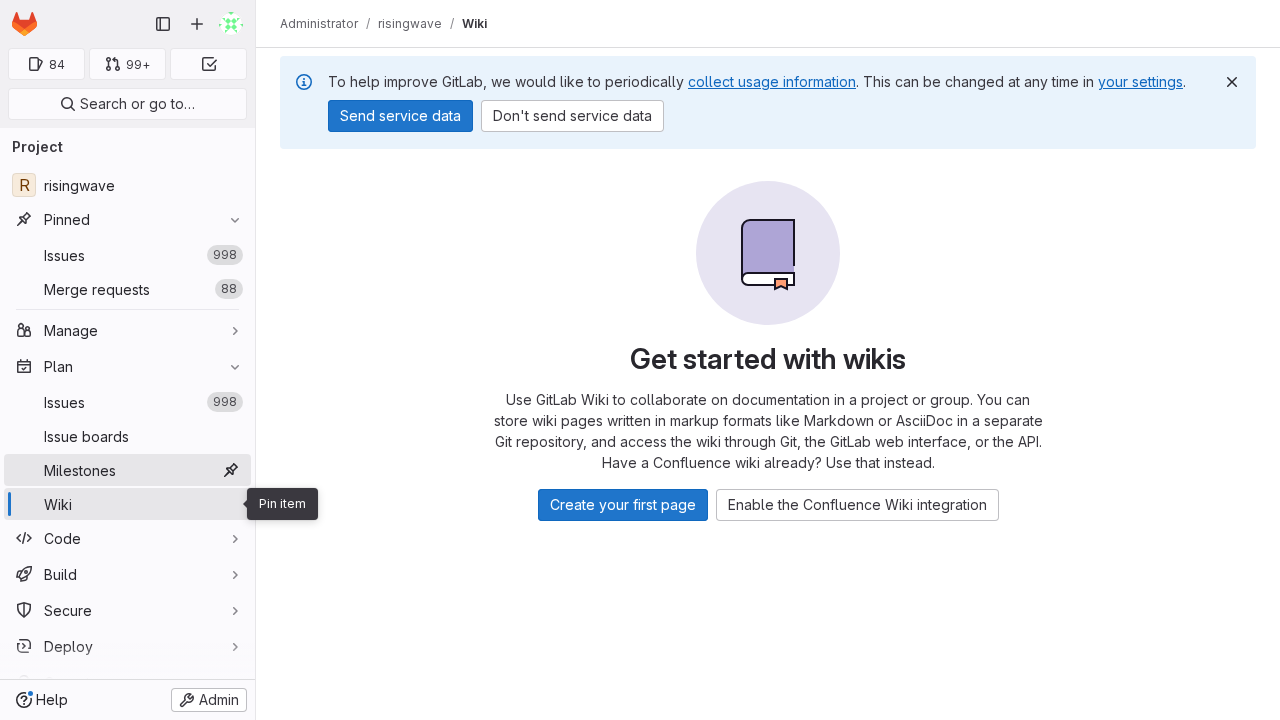 Administrator / risingwave / Wiki
84
99+
Search or go to…
Project
R risingwave
Pinned
Issues 998
Merge requests 88
Manage
Plan
Issues 998
Issue boards
Milestones
Wiki
Pin item
Code
Build
Secure
Deploy
Help
Admin
To help improve GitLab, we would like to periodically collect usage information. This can be changed at any time in your settings.
Send service data
Don't send service data
Get started with wikis
Use GitLab Wiki to collaborate on documentation in a project or group. You can
store wiki pages written in markup formats like Markdown or AsciiDoc in a separate
Git repository, and access the wiki through Git, the GitLab web interface, or the API.
Have a Confluence wiki already? Use that instead.
Create your first page
Enable the Confluence Wiki integration